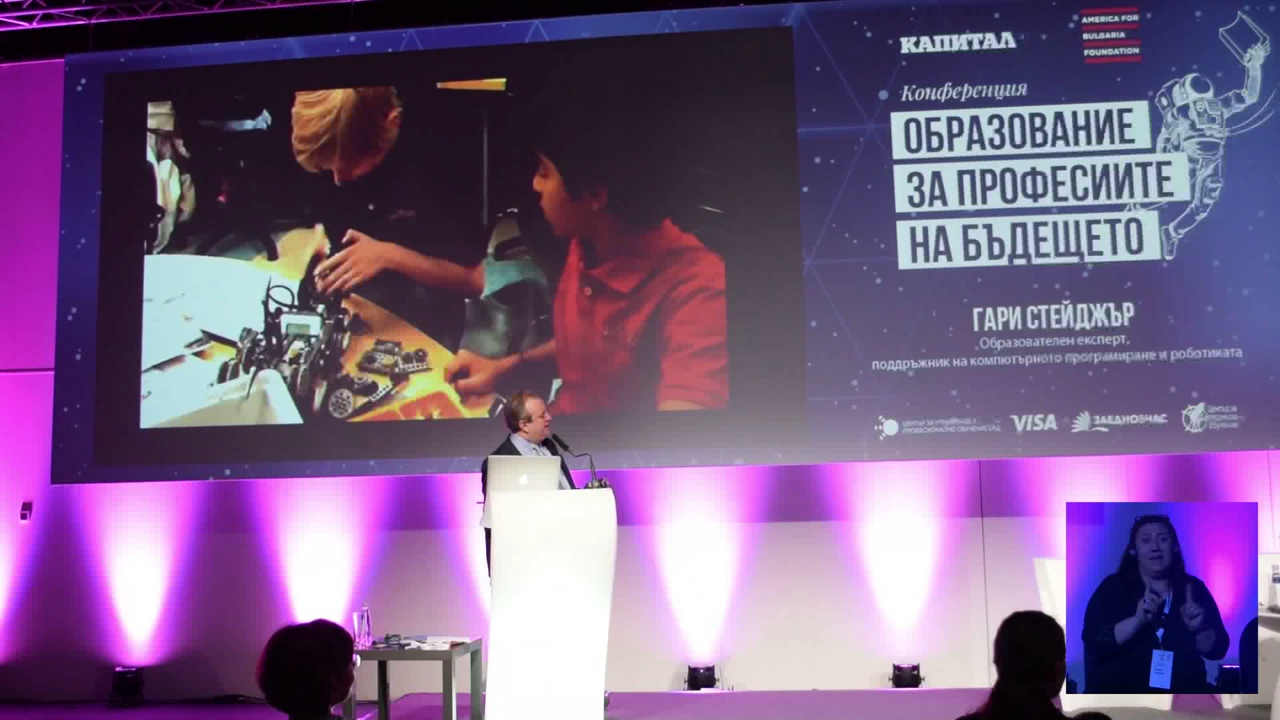 КАПИТАЛ
AMERICA FOR
BULGARIA
FOUNDATION
Конференция
ОБРАЗОВАНИЕ
ЗА ПРОФЕСИИТЕ
НА БЪДЕЩЕТО
ГАРИ СТЕЙДЖЪР
Образователен експерт,
поддръжник на компютърното програмиране и роботиката
VISA
ЗАЕДНОЧАС